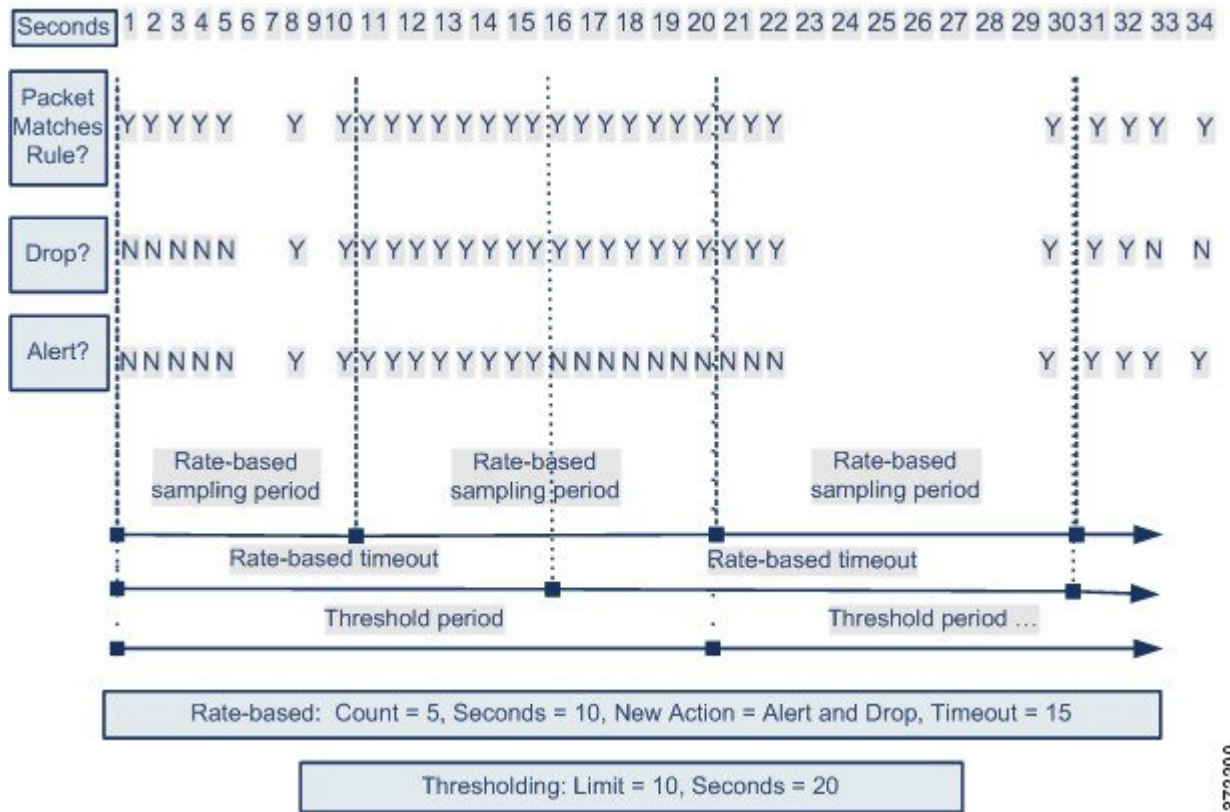 Seconds 1 2 3 4 5 6 7 8 9 10 11 12 13 14 15 16 17 18 19 20 21 22 23 24 25 26 27 28 29 30 31 32 33 34
Packet
Matches
Rule?
Y Y Y Y Y Y Y Y Y Y Y Y Y Y Y Y Y Y Y Y Y Y Y Y Y Y Y Y Y Y
Drop?
N N N N N Y Y Y Y Y Y Y Y Y Y Y Y Y Y Y Y Y Y Y Y Y Y Y N N
Alert?
N N N N N Y Y Y Y Y Y Y Y Y Y N N N N N N N N N N Y Y Y Y Y
Rate-based
sampling period
Rate-based
sampling period
Rate-based
sampling period
Rate-based timeout
Rate-based timeout
Threshold period
Threshold period ...
Rate-based: Count = 5, Seconds = 10, New Action = Alert and Drop, Timeout = 15
Thresholding: Limit = 10, Seconds = 20